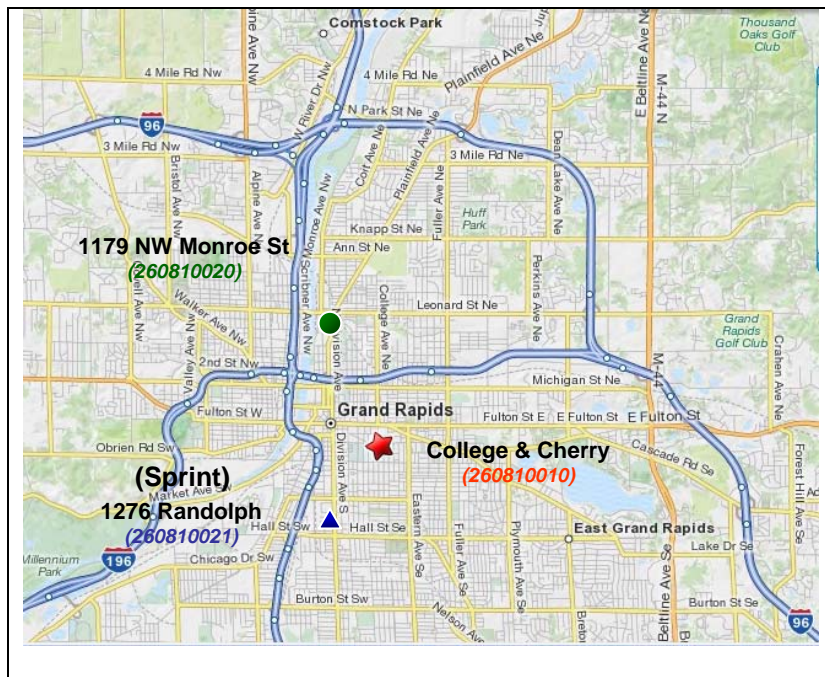 Comstock Park
Thousand
Oaks Golf
Club
Alpine Ave NW
W River Dr NW
4 Mile Rd Nw
4 Mile Rd Ne
Plainfield Ave Ne
E Beltline Ave Ne
M-44 N
N Park St Ne
96
3 Mile Rd Nw
3 Mile Rd Ne
Bristol Ave Nw
Alpine Ave Nw
Monroe Ave Nw
Coit Ave Ne
Plainfield Ave Ne
Fuller Ave Ne
Dean Lake Ave Ne
Huff
Park
Knapp St Ne
1179 NW Monroe St
(260810020)
Ann St Ne
Scribner Ave Nw
Perkins Ave Ne
Walker Ave Nw
College Ave Ne
Leonard St Ne
Grand
Rapids
Golf Club
Crahen Ave Ne
Valley Ave Nw
2nd St Nw
N Division Ave
Michigan St Ne
M-44
Fulton St W
Grand Rapids
Fulton St E
E Fulton St
E Fulton St
Obrien Rd Sw
Division Ave S
College & Cherry
(260810010)
Cascade Rd Se
Forest Hill Ave Se
(Sprint)
Market Ave S
1276 Randolph
(260810021)
Hall St Sw
Hall St Se
Eastern Ave Se
Fuller Ave Se
Plymouth Ave Se
East Grand Rapids
Lake Dr Se
Millennium
Park
196
Chicago Dr Sw
Burton St Sw
Nelson Ave
Beltline Ave Se
Burton St Se
96